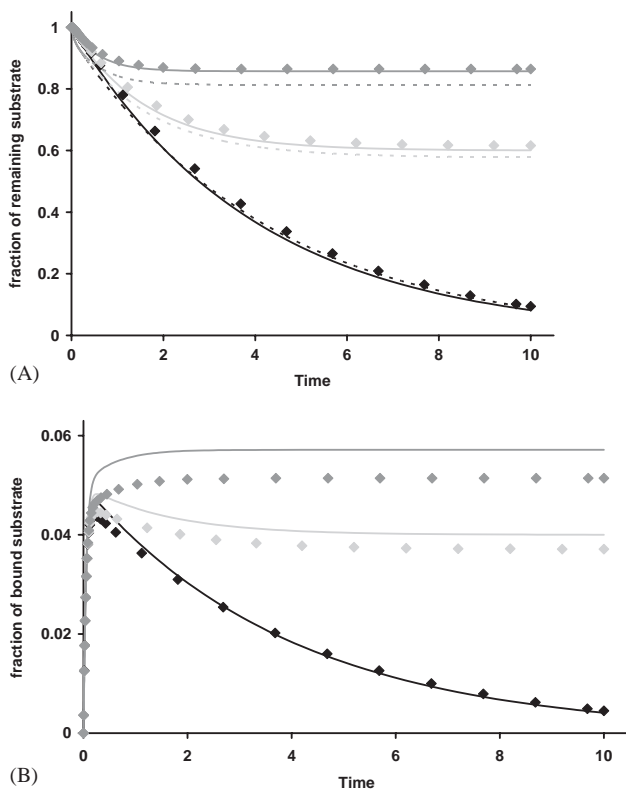 fraction of remaining substrate
1
0.8
0.6
0.4
0.2
0
0 2 4 6 8 10
Time
(A)
fraction of bound substrate
0.06
0.04
0.02
0
0 2 4 6 8 10
Time
(B)